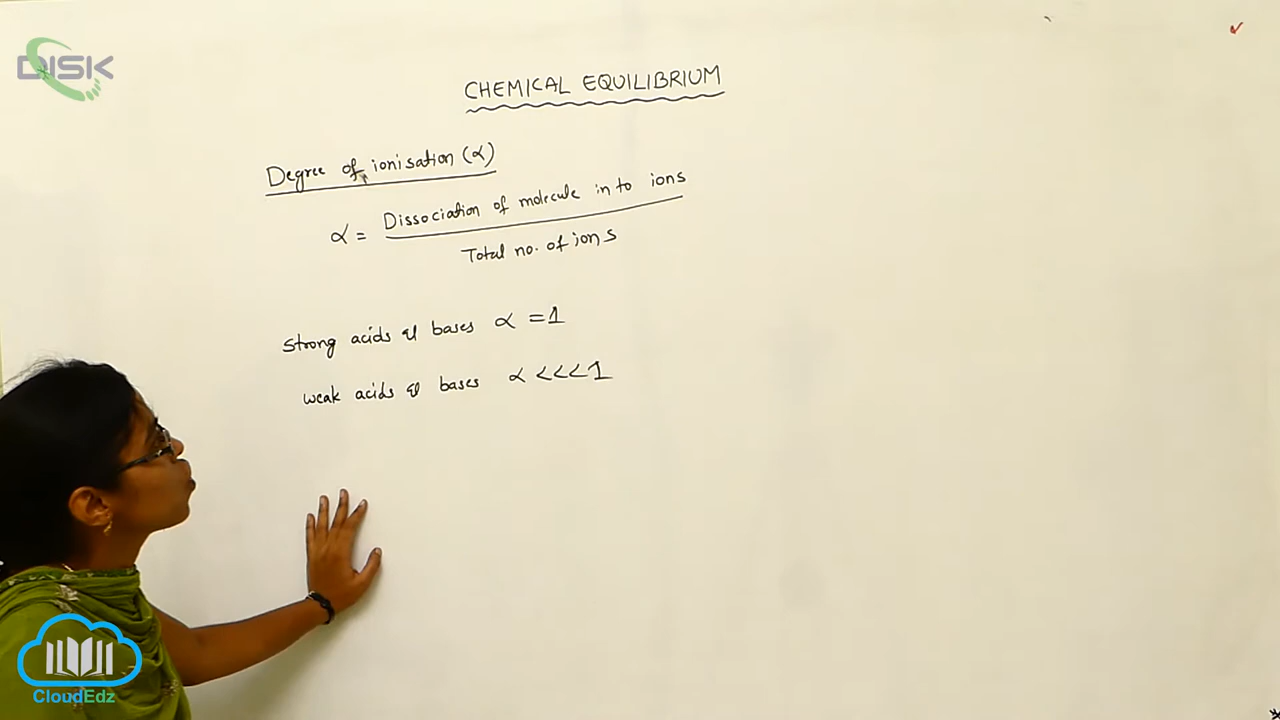 DISK
CHEMICAL EQUILIBRIUM
Degree of ionisation (α)
α = Dissociation of molecule in to ions
Total no. of ions
strong acids & bases α = 1
weak acids & bases α <<< 1
CloudEdz